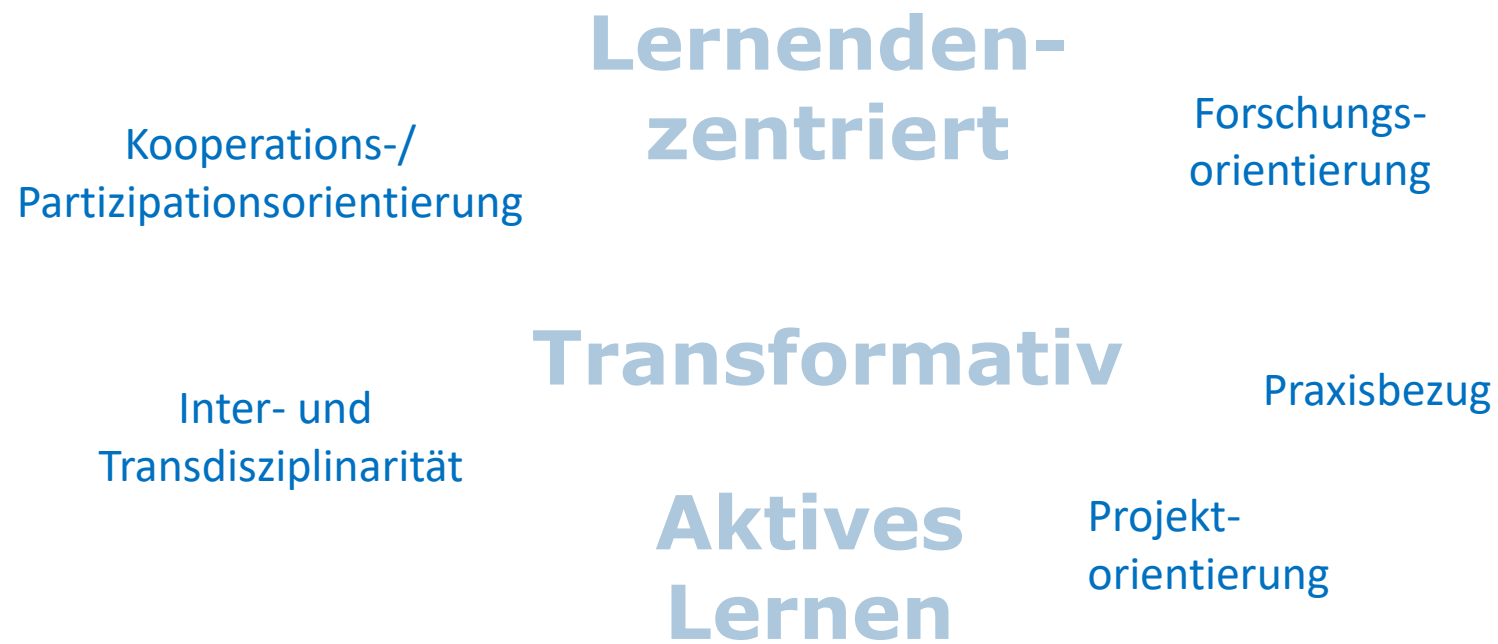 Lernenden-
zentriert
Kooperations-/
Partizipationsorientierung
Forschungs-
orientierung
Transformativ
Inter- und
Transdisziplinarität
Praxisbezug
Aktives
Lernen
Projekt-
orientierung